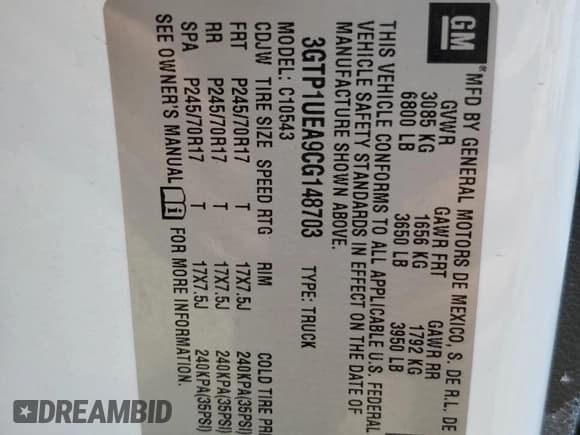 GM
®
MFD BY GENERAL MOTORS DE MEXICO, S. DE R.L. DE
GVWR GAWR FRT GAWR RR
3085 KG 1656 KG 1792 KG
6800 LB 3650 LB 3950 LB
THIS VEHICLE CONFORMS TO ALL APPLICABLE U.S. FEDERAL
VEHICLE SAFETY STANDARDS IN EFFECT ON THE DATE OF
MANUFACTURE SHOWN ABOVE.
3GTP1UEA9CG148703 TYPE: TRUCK
MODEL: C10543
CDJW TIRE SIZE SPEED RTG RIM COLD TIRE PR
FRT P245/70R17 T 17X7.5J 240KPA(35PSI)
RR P245/70R17 T 17X7.5J 240KPA(35PSI)
SPA P245/70R17 T 17X7.5J 240KPA(35PSI)
SEE OWNER'S MANUAL FOR MORE INFORMATION.
DREAMBID